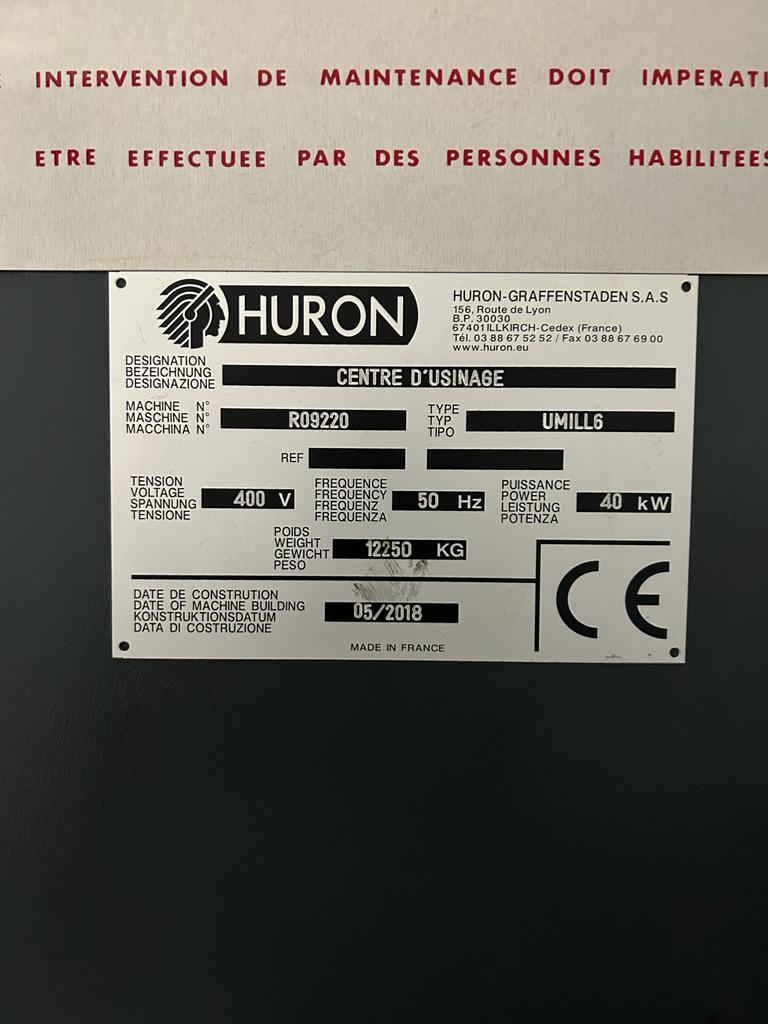 INTERVENTION DE MAINTENANCE DOIT IMPERATI
ETRE EFFECTUEE PAR DES PERSONNES HABILITEES
HURON
HURON-GRAFFENSTADEN S.A.S
156, Route de Lyon
B.P. 30030
67401 ILLKIRCH-Cedex (France)
Tél. 03 88 67 52 52 / Fax 03 88 67 69 00
www.huron.eu
DESIGNATION
BEZEICHNUNG
DESIGNAZIONE
CENTRE D'USINAGE
MACHINE N°
MASCHINE N°
MACCHINA N°
R09220
TYPE
TYP
TIPO
UMILL6
REF
TENSION
VOLTAGE
SPANNUNG
TENSIONE
400 V
FREQUENCE
FREQUENCY
FREQUENZ
FREQUENZA
50 Hz
PUISSANCE
POWER
LEISTUNG
POTENZA
40 kW
POIDS
WEIGHT
GEWICHT
PESO
12250 KG
DATE DE CONSTRUTION
DATE OF MACHINE BUILDING
KONSTRUKTIONSDATUM
DATA DI COSTRUZIONE
05/2018
MADE IN FRANCE
CE